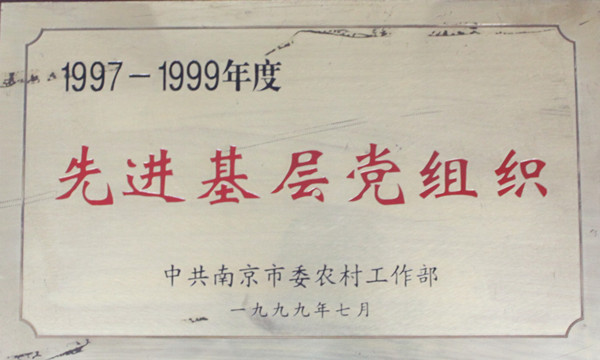 1997－1999年度
先进基层党组织
中共南京市委农村工作部
一九九九年七月